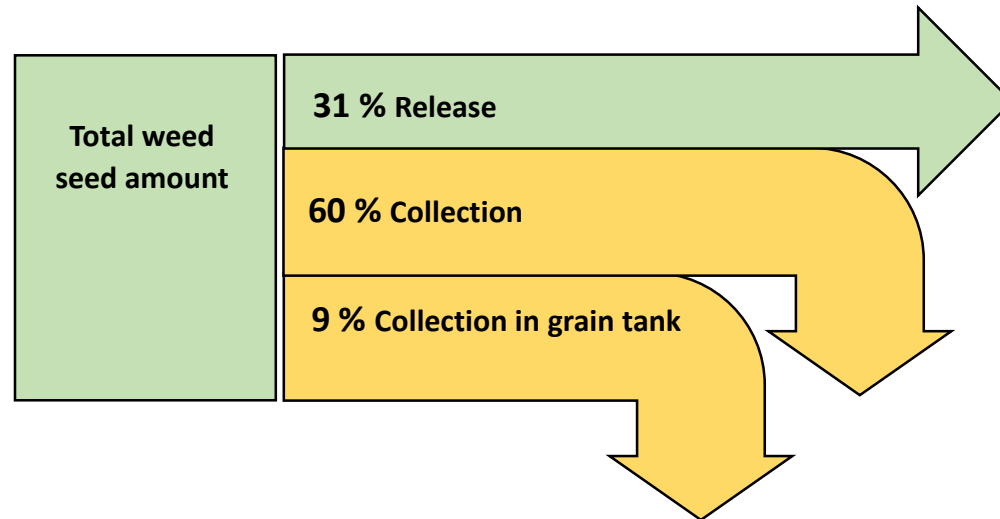 Total weed
seed amount
31 % Release
60 % Collection
9 % Collection in grain tank